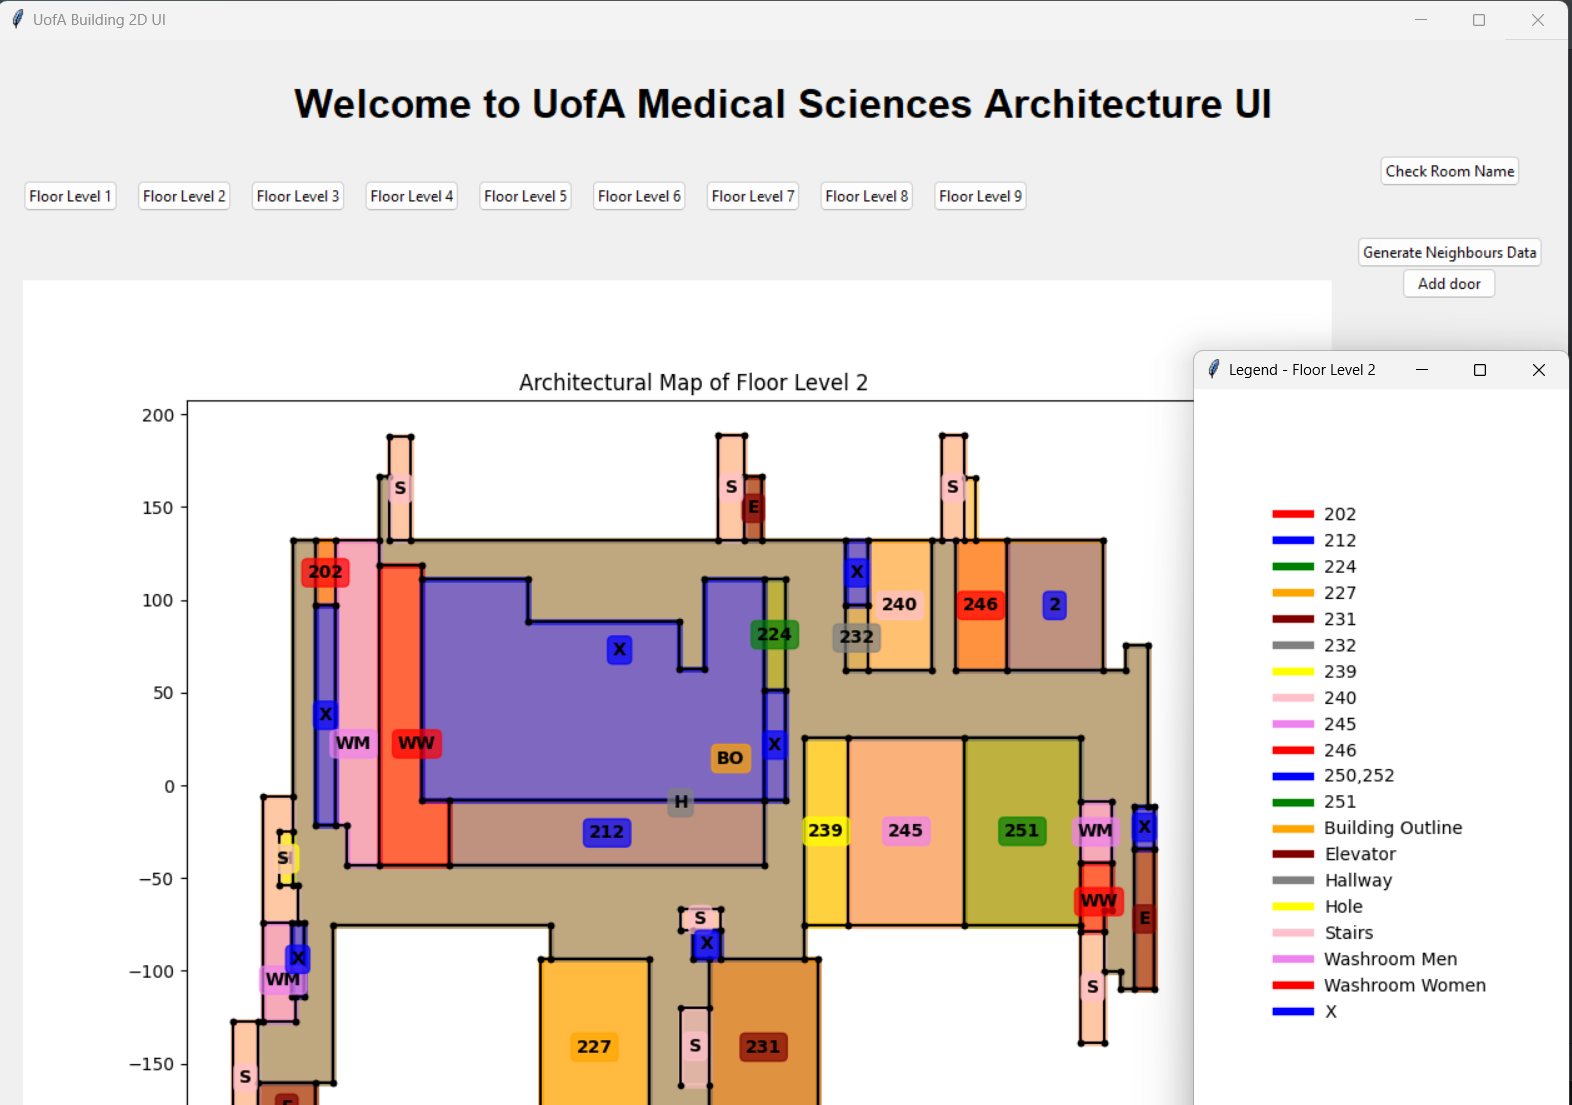 UofA Building 2D UI
Welcome to UofA Medical Sciences Architecture UI
Check Room Name
Floor Level 1 Floor Level 2 Floor Level 3 Floor Level 4 Floor Level 5 Floor Level 6 Floor Level 7 Floor Level 8 Floor Level 9
Generate Neighbours Data
Add door
Legend - Floor Level 2
Architectural Map of Floor Level 2
200
150
100
50
0
−50
−100
−150
S
S
S
E
202
X
240
246
2
224
232
X
X
WM
WW
X
BO
H
212
239
245
251
WM
X
S
WW
S
E
X
X
WM
S
227
S
231
S
202
212
224
227
231
232
239
240
245
246
250,252
251
Building Outline
Elevator
Hallway
Hole
Stairs
Washroom Men
Washroom Women
X